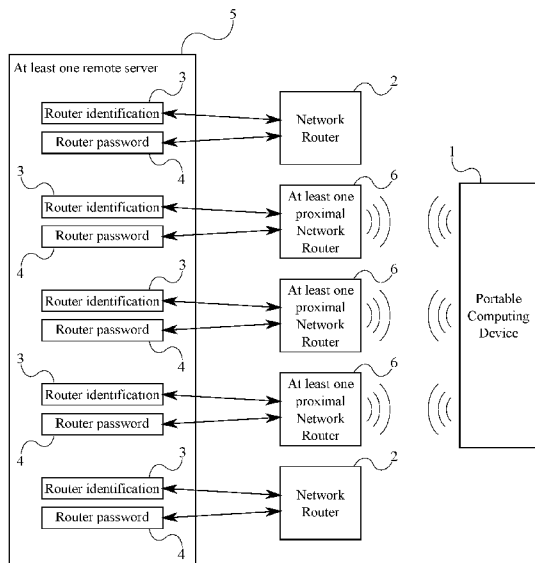 5
At least one remote server
3
2
Router identification
Network
Router
Router password
4
1
3
6
Router identification
At least one
proximal
Network
Router
Router password
4
3
6
Router identification
At least one
proximal
Network
Router
Portable
Computing
Device
Router password
4
3
6
Router identification
At least one
proximal
Network
Router
Router password
4
3
2
Router identification
Network
Router
Router password
4